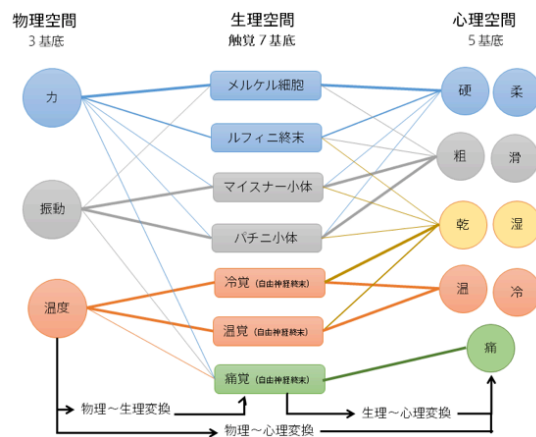 物理空間
3基底
生理空間
触覚7基底
心理空間
5基底
力
振動
温度
メルケル細胞
ルフィニ終末
マイスナー小体
パチニ小体
冷覚（自由神経終末）
温覚（自由神経終末）
痛覚（自由神経終末）
硬
柔
粗
滑
乾
湿
温
冷
痛
物理～生理変換
生理～心理変換
物理～心理変換